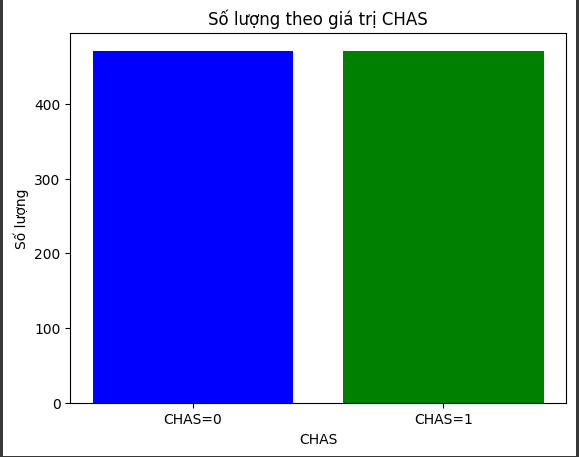 Số lượng theo giá trị CHAS
Số lượng
400
300
200
100
0
CHAS=0
CHAS=1
CHAS